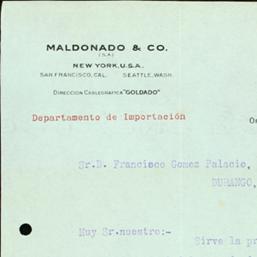 MALDONADO & CO.
(S.A.)
NEW YORK, U.S.A.
SAN FRANCISCO, CAL. SEATTLE, WASH.
DIRECCION CABLEGRAFICA "GOLDADO"
Departamento de Importación
Sr.D. Francisco Gomez Palacio,
DURANGO,
Muy Sr.nuestro:-
Sirve la